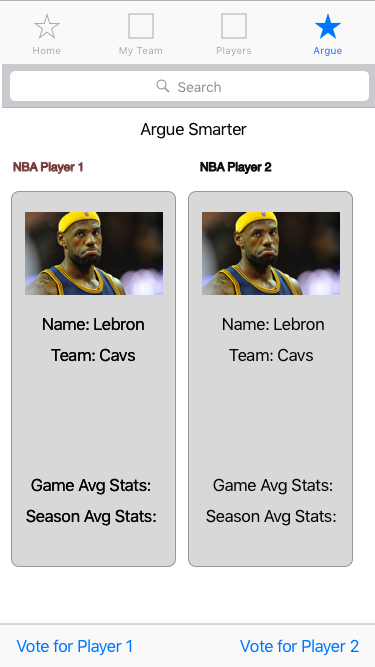 Home My Team Players Argue
Search
Argue Smarter
NBA Player 1 NBA Player 2
Name: Lebron Name: Lebron
Team: Cavs Team: Cavs
Game Avg Stats: Game Avg Stats:
Season Avg Stats: Season Avg Stats:
Vote for Player 1 Vote for Player 2